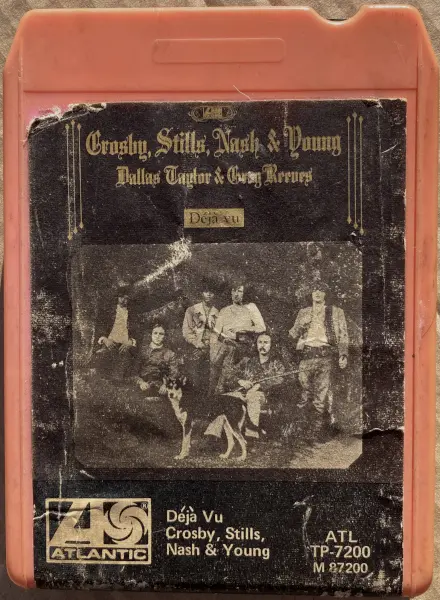 Crosby, Stills, Nash & Young
Dallas Taylor & Greg Reeves
Déjà vu
ATLANTIC
Déjà Vu
Crosby, Stills,
Nash & Young
ATL
TP-7200
M 87200